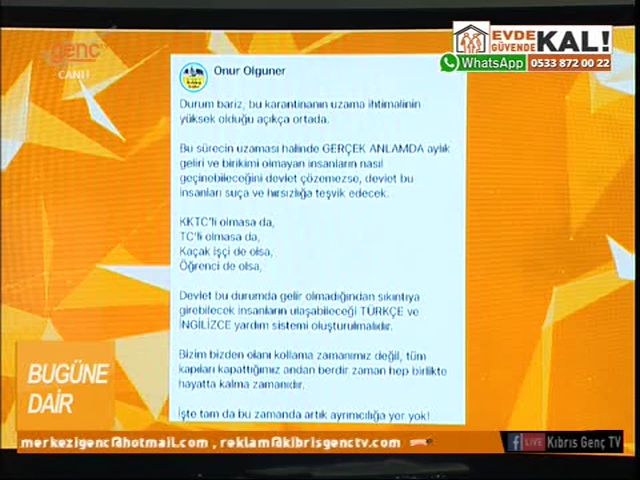 genç
CANLI
EVDE
GÜVENDE
KAL!
WhatsApp 0533 872 00 22
Onur Olguner
Durum bariz, bu karantinanın uzama ihtimalinin
yüksek olduğu açıkça ortada.
Bu sürecin uzaması halinde GERÇEK ANLAMDA aylık
geliri ve birikimi olmayan insanların nasıl
geçinebileceğini devlet çözemezse, devlet bu
insanları suça ve hırsızlığa teşvik edecek.
KKTC'li olmasa da,
TC'li olmasa da,
Kaçak işçi de olsa,
Öğrenci de olsa,
Devlet bu durumda gelir olmadığından sıkıntıya
girebilecek insanların ulaşabileceği TÜRKÇE ve
İNGİLİZCE yardım sistemi oluşturulmalıdır.
Bizim bizden olanı kollama zamanımız değil, tüm
kapıları kapattığımız andan berdir zaman hep birlikte
hayatta kalma zamanıdır.
İşte tam da bu zamanda artık ayrımcılığa yer yok!
BUGÜNE
DAİR
merkezigenc@hotmail.com , reklam@kibrisgenctv.com
f LIVE Kıbrıs Genç TV